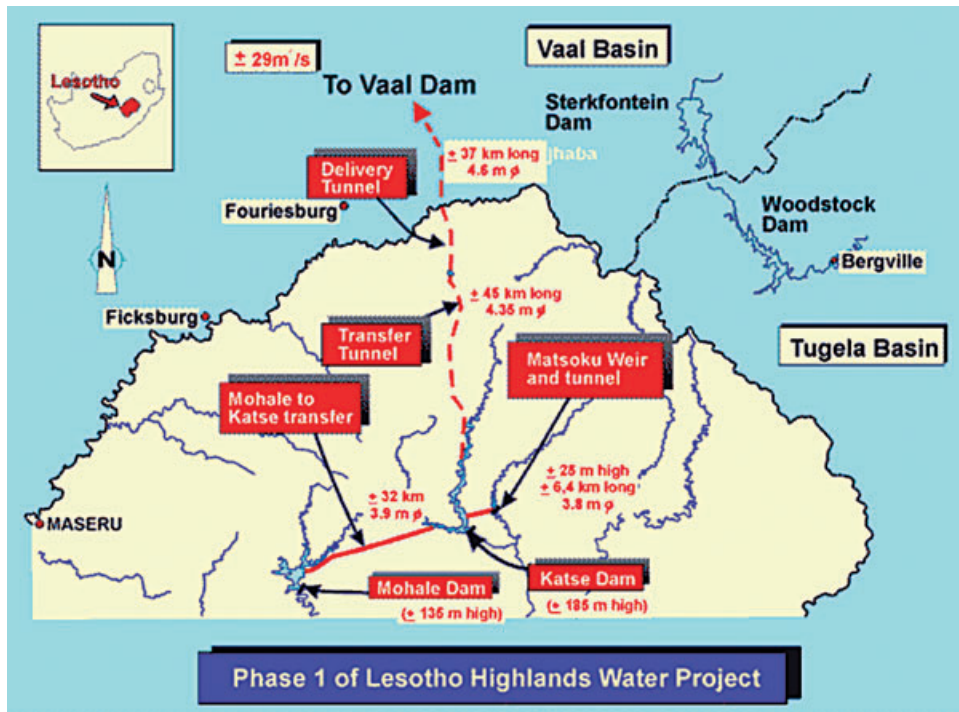 Vaal Basin
± 29m³/s
Lesotho
To Vaal Dam
Sterkfontein
Dam
± 37 km long
4.6 m ø
jhaba
Delivery
Tunnel
Fouriesburg
Woodstock
Dam
Bergville
N
± 45 km long
4.35 m ø
Ficksburg
Transfer
Tunnel
Matsoku Weir
and tunnel
Tugela Basin
Mohale to
Katse transfer
± 25 m high
± 6,4 km long
3.8 m ø
± 32 km
3.9 m ø
MASERU
Mohale Dam
(± 135 m high)
Katse Dam
(± 185 m high)
Phase 1 of Lesotho Highlands Water Project